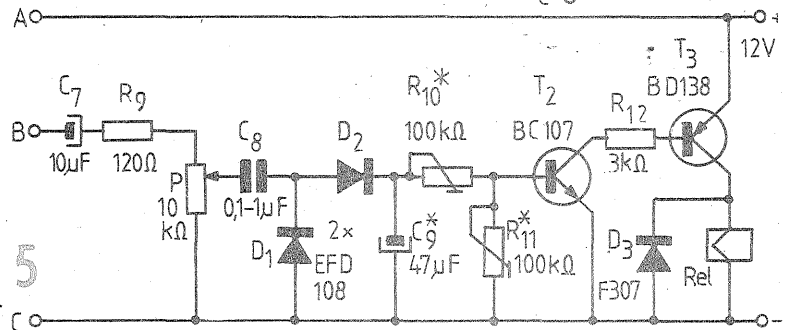 A
+
12V
T3
BD138
C7
R9
R10*
T2
R12
BC107
B
C8
D2
100kΩ
3kΩ
10µF
120Ω
P
10
kΩ
0,1-1µF
D1
2×
EFD
108
C9*
47µF
R11*
100kΩ
D3
F307
Rel
5
C
-